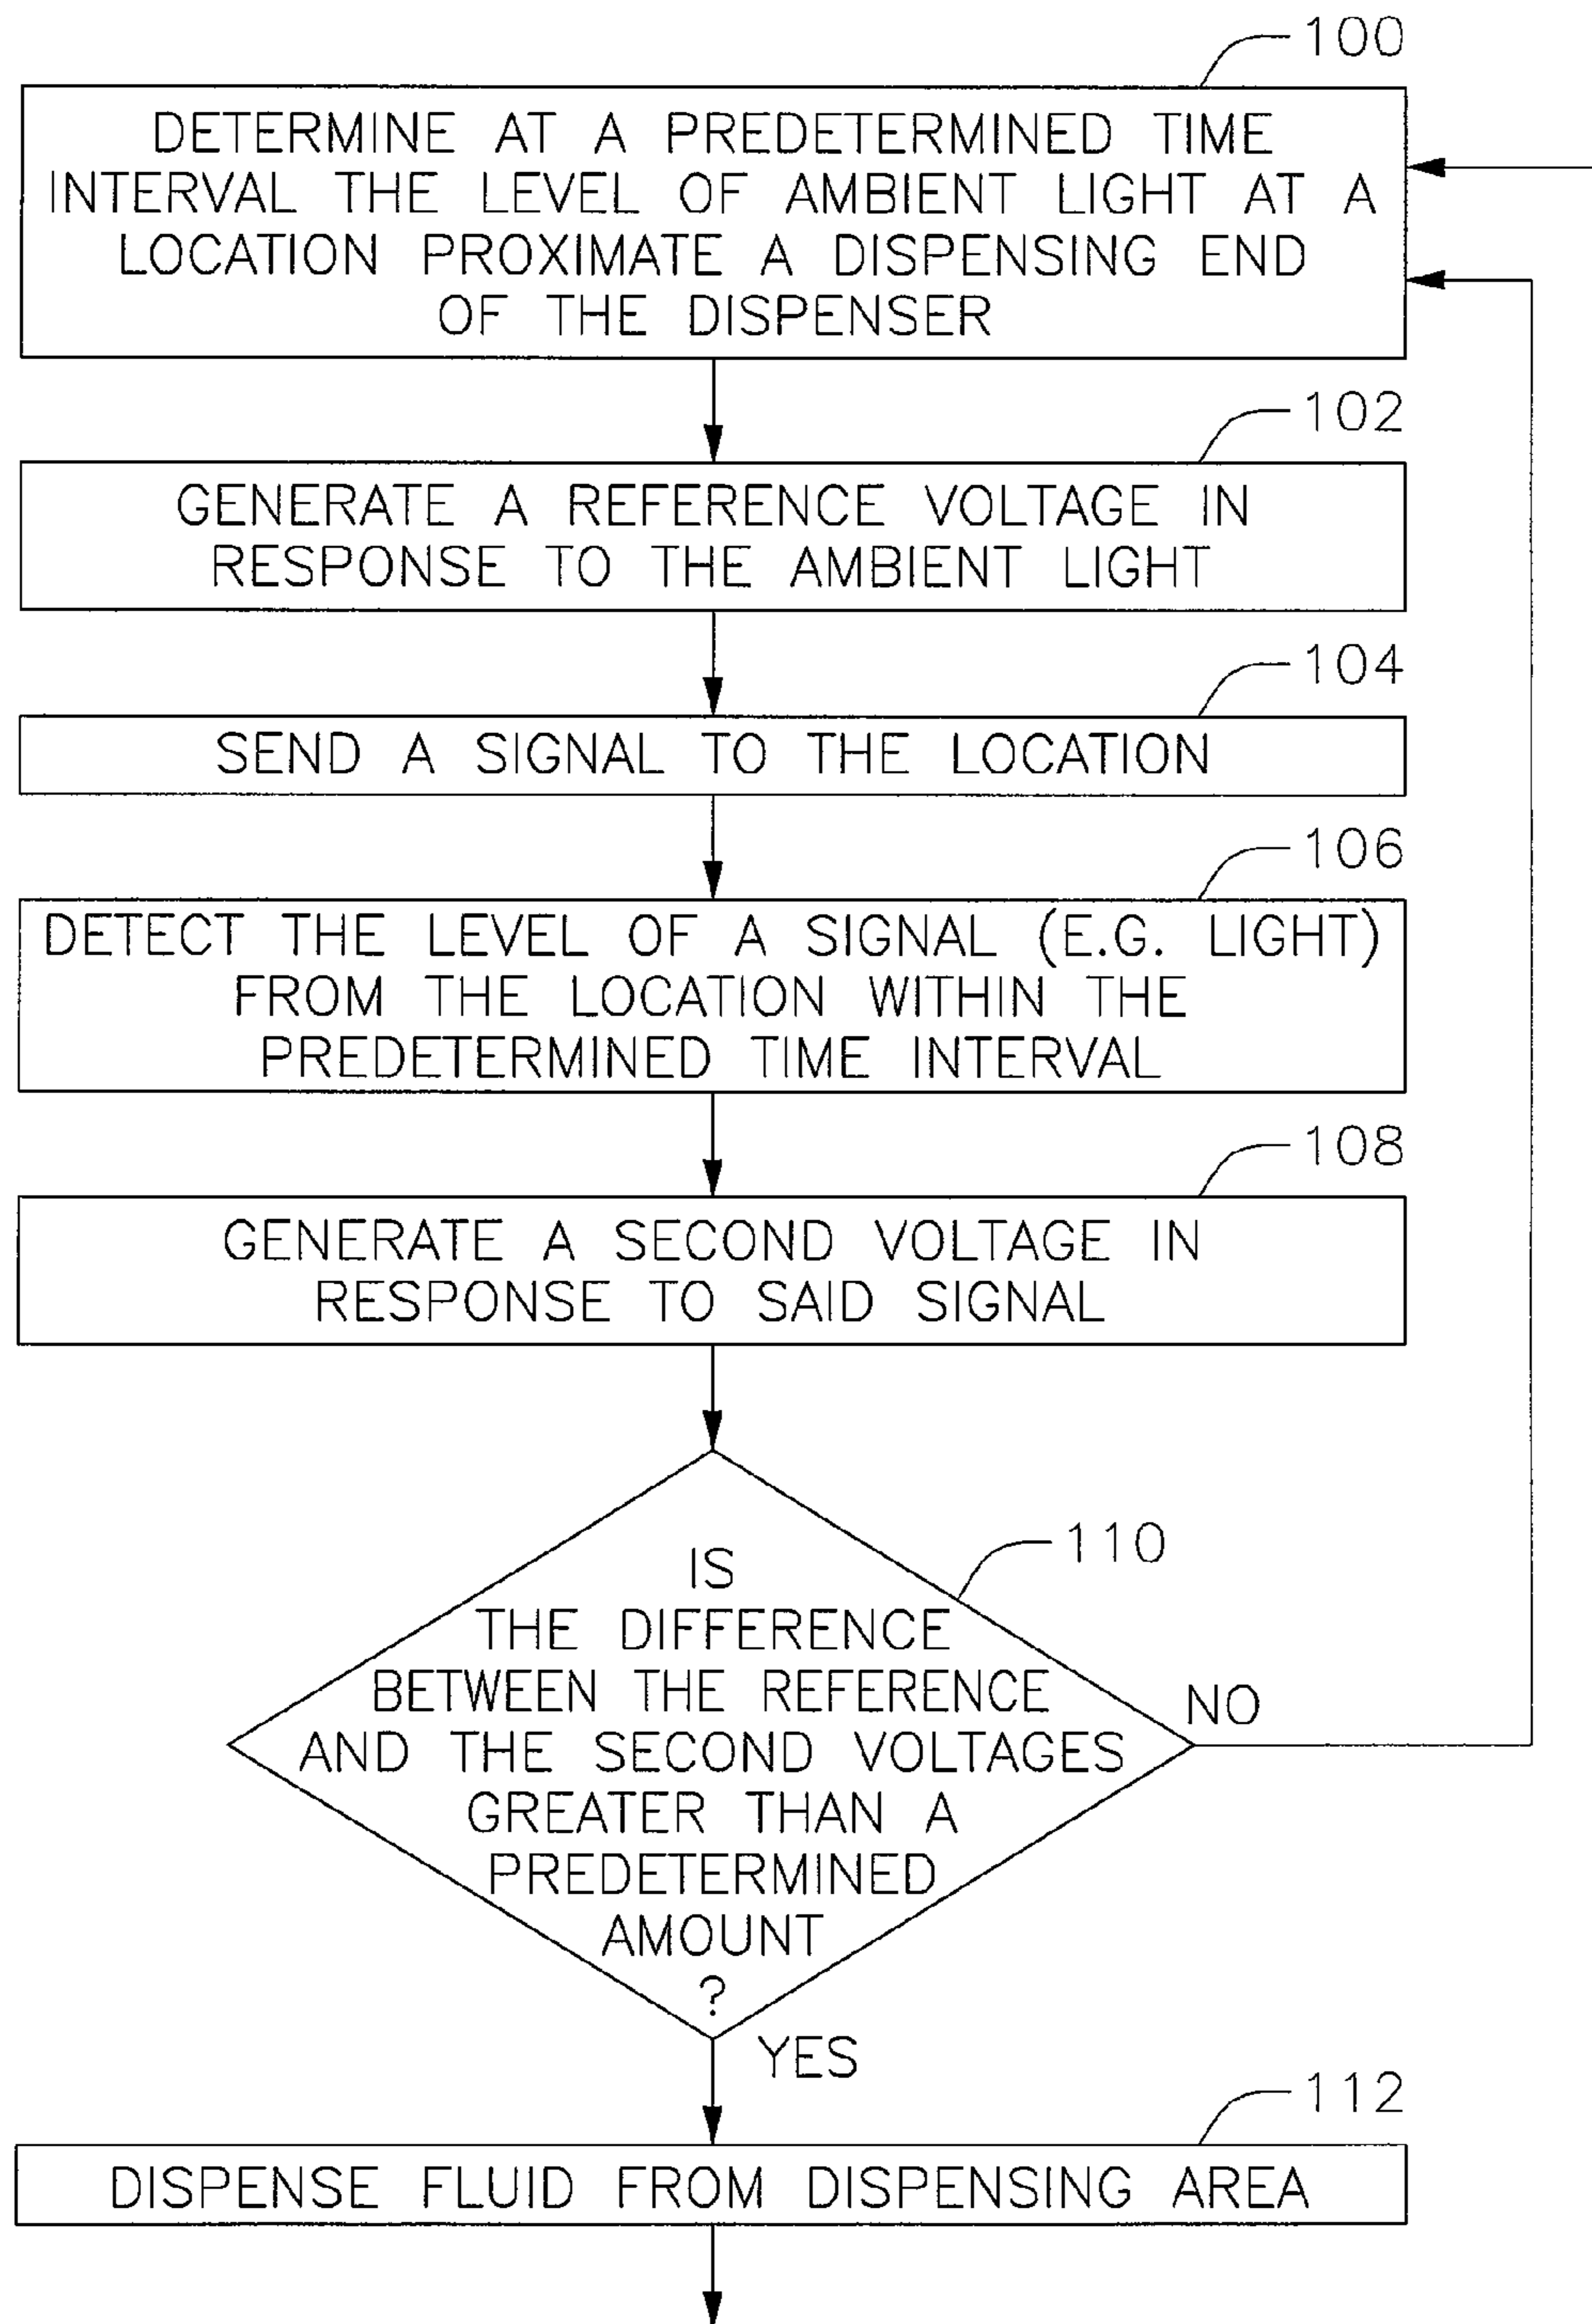 100
DETERMINE AT A PREDETERMINED TIME
INTERVAL THE LEVEL OF AMBIENT LIGHT AT A
LOCATION PROXIMATE A DISPENSING END
OF THE DISPENSER
102
GENERATE A REFERENCE VOLTAGE IN
RESPONSE TO THE AMBIENT LIGHT
104
SEND A SIGNAL TO THE LOCATION
106
DETECT THE LEVEL OF A SIGNAL (E.G. LIGHT)
FROM THE LOCATION WITHIN THE
PREDETERMINED TIME INTERVAL
108
GENERATE A SECOND VOLTAGE IN
RESPONSE TO SAID SIGNAL
110
IS
THE DIFFERENCE
BETWEEN THE REFERENCE
AND THE SECOND VOLTAGES
GREATER THAN A
PREDETERMINED
AMOUNT
?
NO
YES
112
DISPENSE FLUID FROM DISPENSING AREA